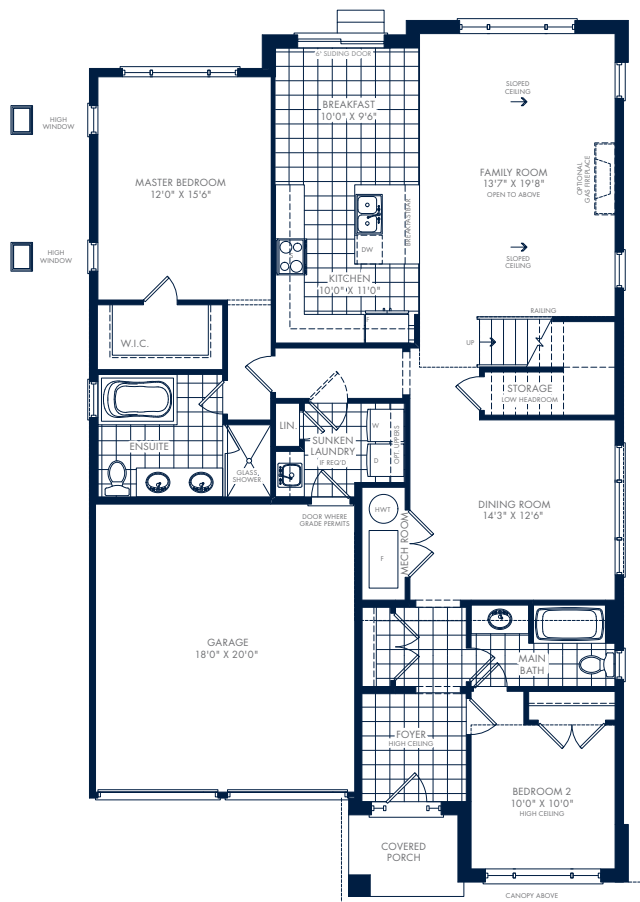 6' SLIDING DOOR
SLOPED
CEILING
BREAKFAST
10'0" X 9'6"
HIGH
WINDOW
MASTER BEDROOM
12'0" X 15'6"
FAMILY ROOM
13'7" X 19'8"
OPEN TO ABOVE
OPTIONAL
GAS FIREPLACE
BREAKFAST BAR
DW
HIGH
WINDOW
SLOPED
CEILING
KITCHEN
10'0" X 11'0"
RAILING
F
W.I.C.
UP
STORAGE
LOW HEADROOM
LIN.
W
SUNKEN
LAUNDRY
IF REQ'D
D
OPT. UPPERS
ENSUITE
GLASS
SHOWER
DOOR WHERE
GRADE PERMITS
HWT
F
MECH ROOM
DINING ROOM
14'3" X 12'6"
GARAGE
18'0" X 20'0"
MAIN
BATH
FOYER
HIGH CEILING
BEDROOM 2
10'0" X 10'0"
HIGH CEILING
COVERED
PORCH
CANOPY ABOVE